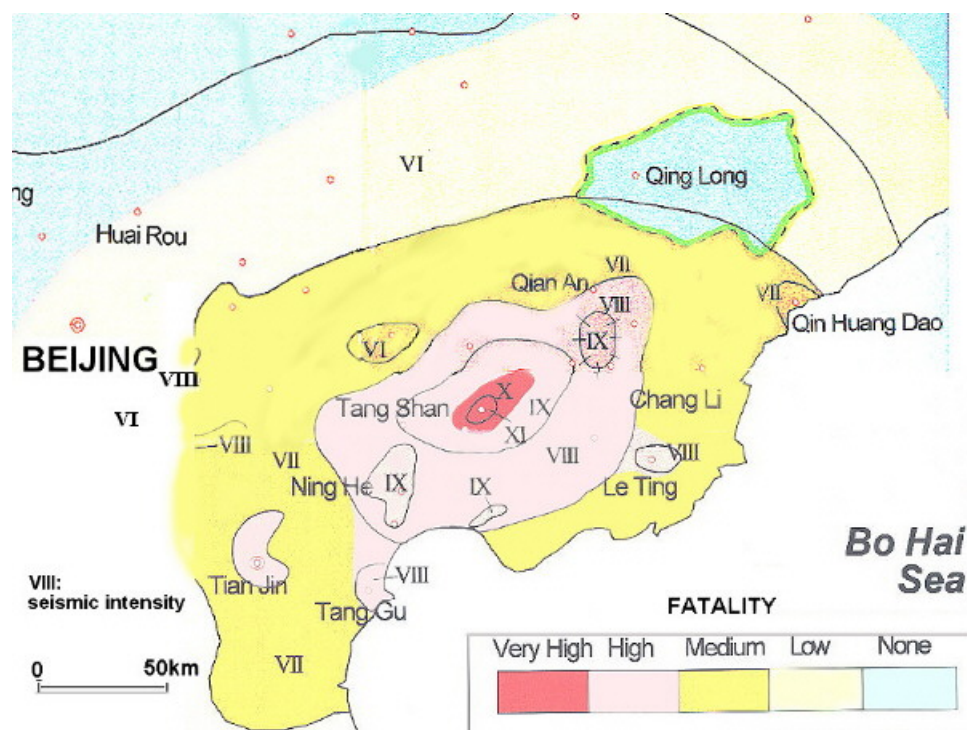 VI
Qing Long
ng
Huai Rou
VII
Qian An
VIII
VII
Qin Huang Dao
IX
VI
BEIJING
VIII
VI
Tang Shan
X
IX
XI
Chang Li
VIII
VII
VIII
VIII
Ning He
IX
IX
Le Ting
Bo Hai
Sea
VIII
Tian Jin
Tang Gu
VIII:
seismic intensity
VII
0 50km
FATALITY
Very High High Medium Low None